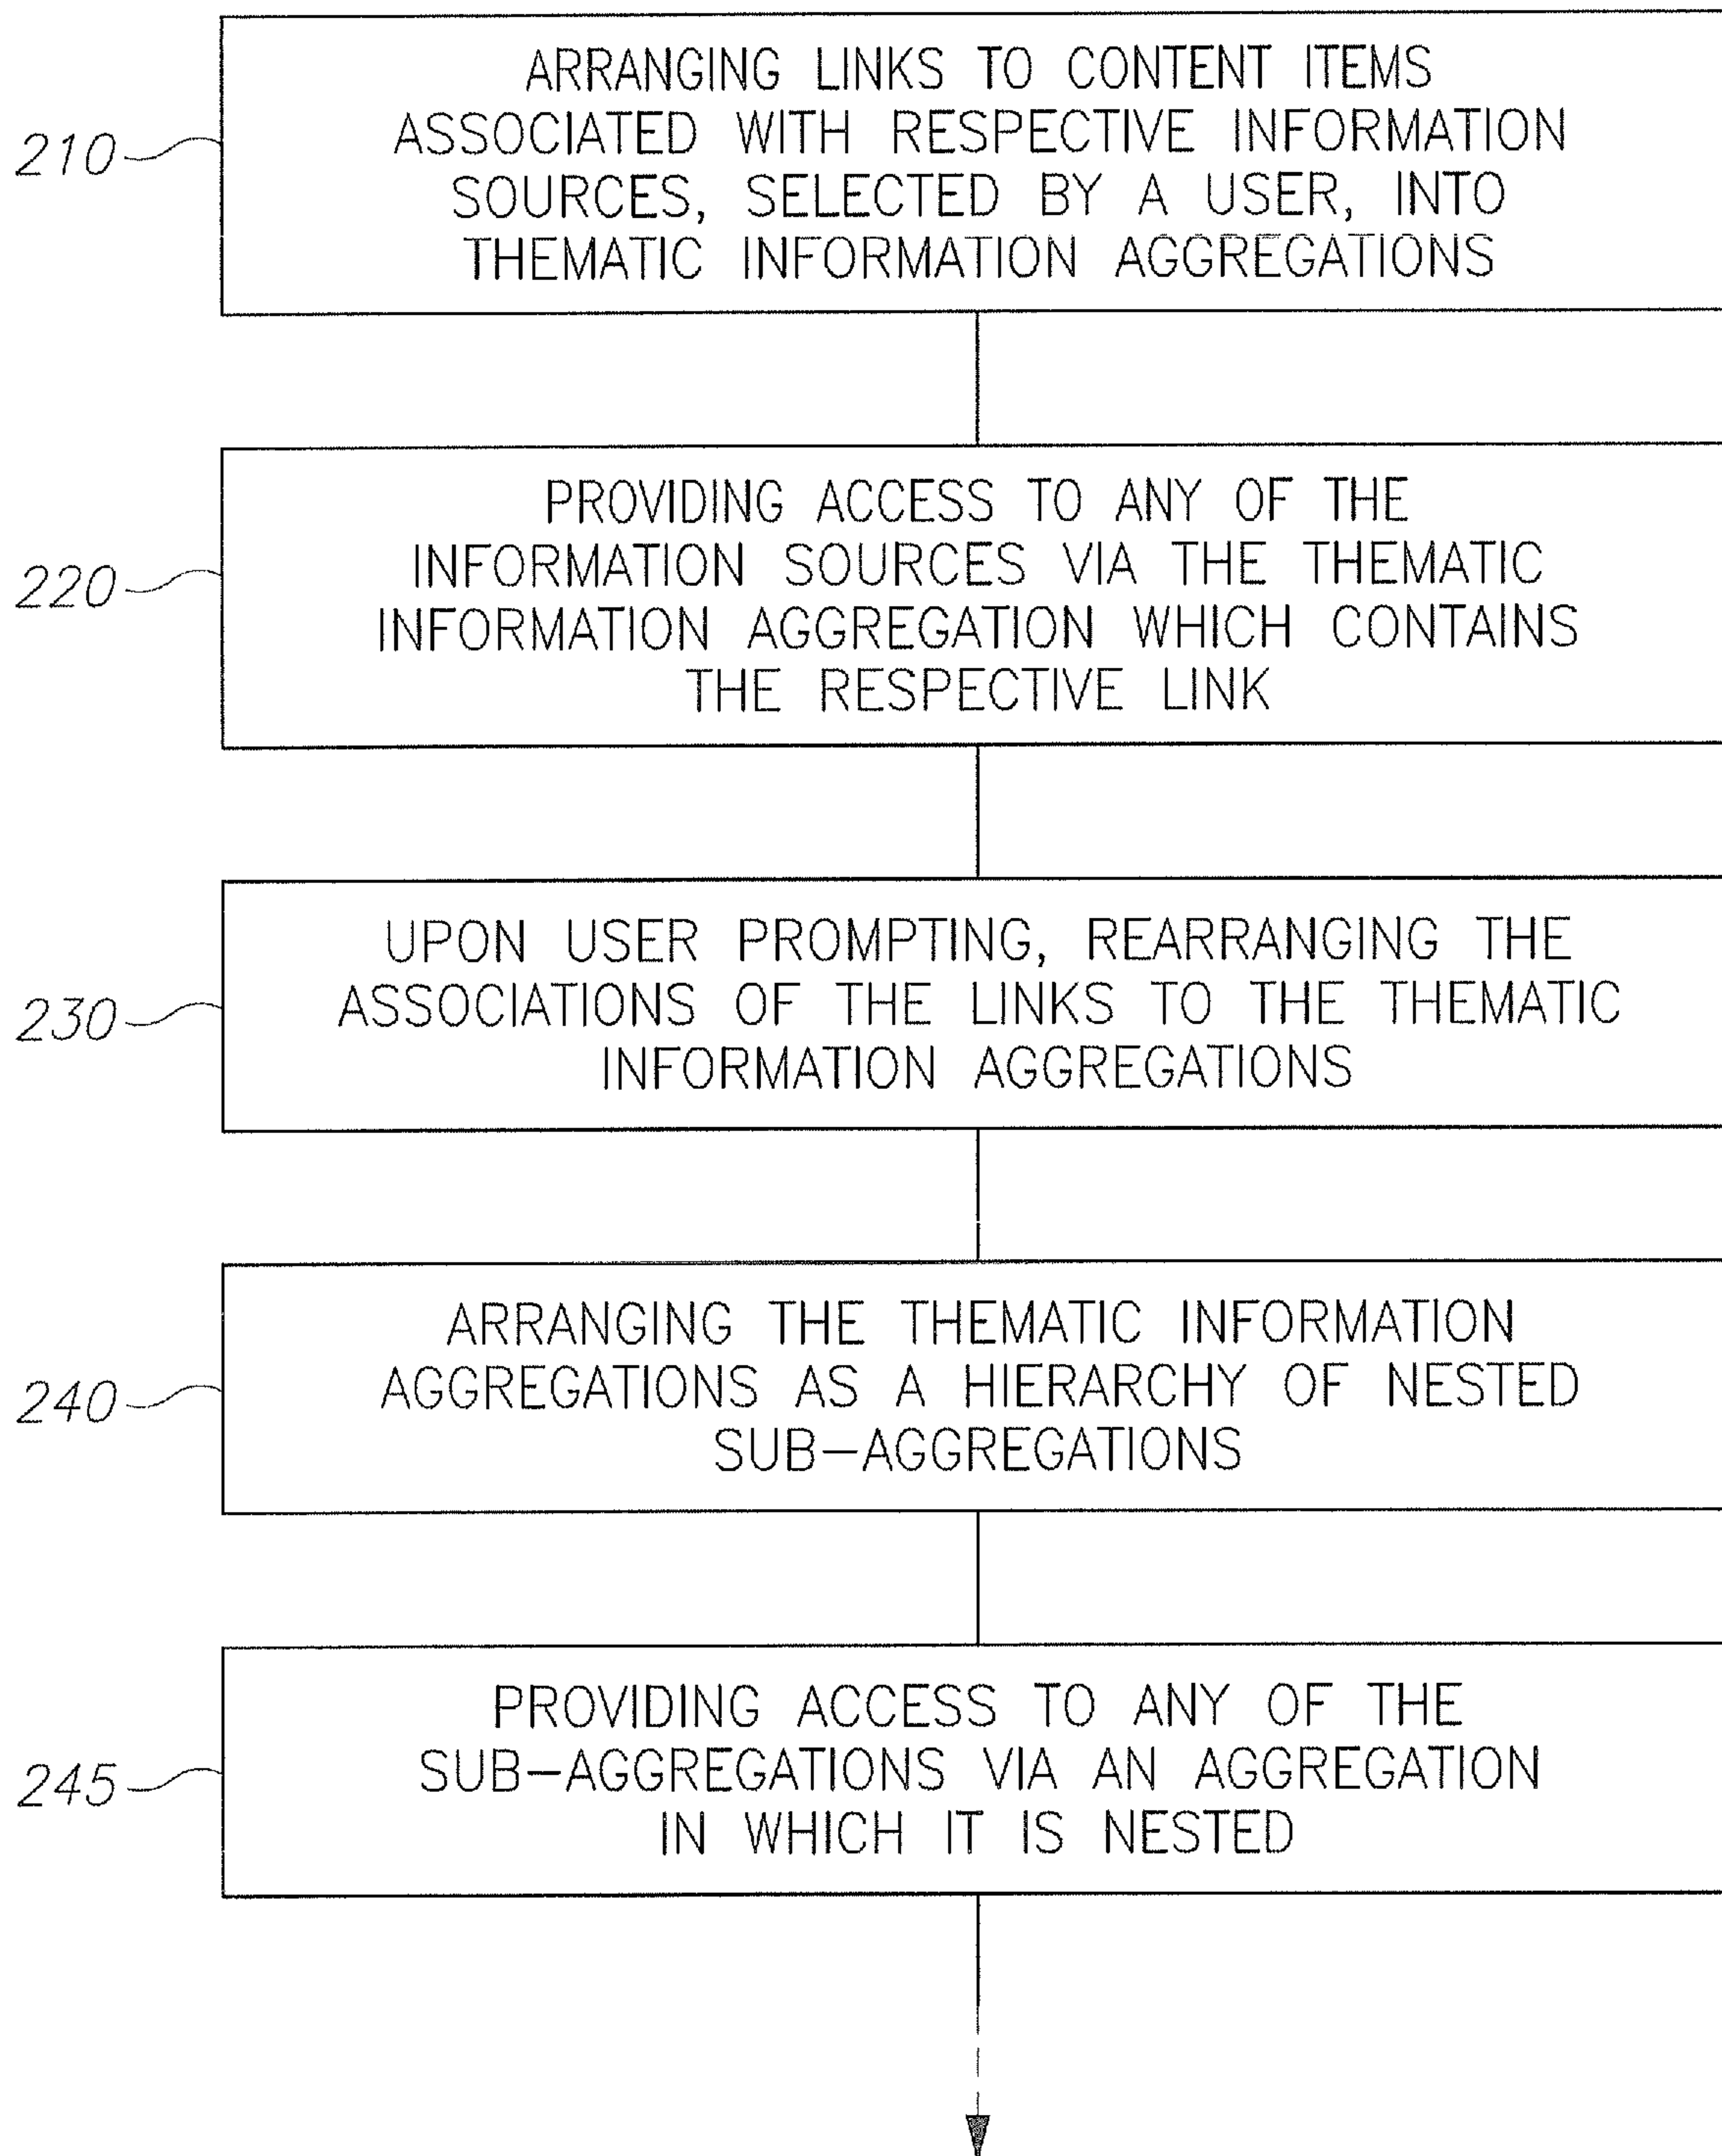 ARRANGING LINKS TO CONTENT ITEMS
ASSOCIATED WITH RESPECTIVE INFORMATION
SOURCES, SELECTED BY A USER, INTO
THEMATIC INFORMATION AGGREGATIONS
210
PROVIDING ACCESS TO ANY OF THE
INFORMATION SOURCES VIA THE THEMATIC
INFORMATION AGGREGATION WHICH CONTAINS
THE RESPECTIVE LINK
220
UPON USER PROMPTING, REARRANGING THE
ASSOCIATIONS OF THE LINKS TO THE THEMATIC
INFORMATION AGGREGATIONS
230
ARRANGING THE THEMATIC INFORMATION
AGGREGATIONS AS A HIERARCHY OF NESTED
SUB-AGGREGATIONS
240
PROVIDING ACCESS TO ANY OF THE
SUB-AGGREGATIONS VIA AN AGGREGATION
IN WHICH IT IS NESTED
245